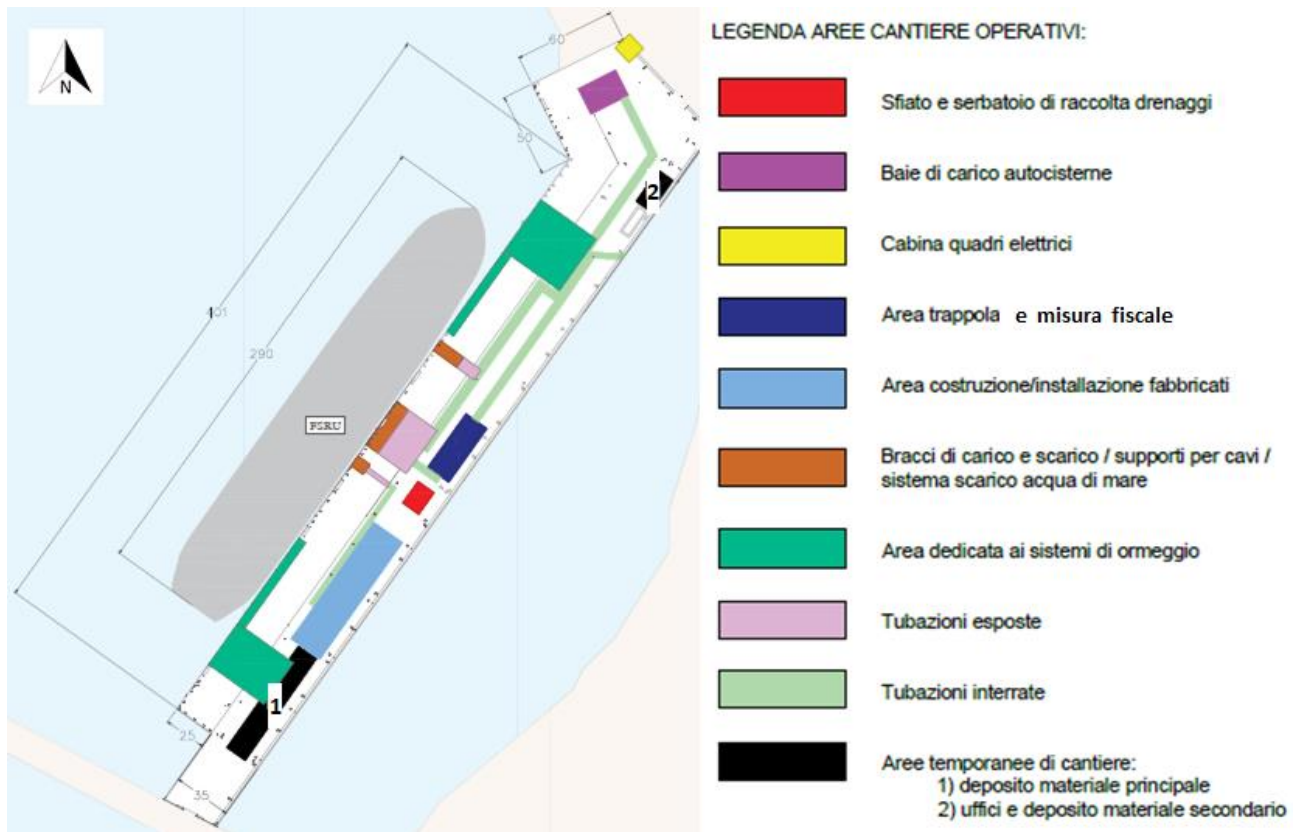 N
60
50
2
401
290
FSRU
1
25
35
LEGENDA AREE CANTIERE OPERATIVI:
Sfiato e serbatoio di raccolta drenaggi
Baie di carico autocisterne
Cabina quadri elettrici
Area trappola e misura fiscale
Area costruzione/installazione fabbricati
Bracci di carico e scarico / supporti per cavi /
sistema scarico acqua di mare
Area dedicata ai sistemi di ormeggio
Tubazioni esposte
Tubazioni interrate
Aree temporanee di cantiere:
1) deposito materiale principale
2) uffici e deposito materiale secondario